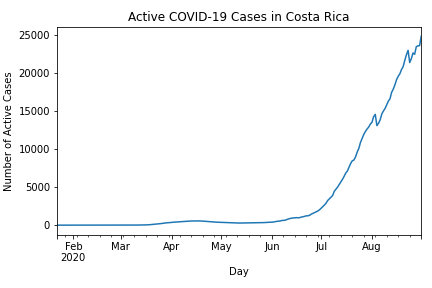 Active COVID-19 Cases in Costa Rica
Number of Active Cases
25000
20000
15000
10000
5000
0
Feb
2020
Mar
Apr
May
Jun
Jul
Aug
Day